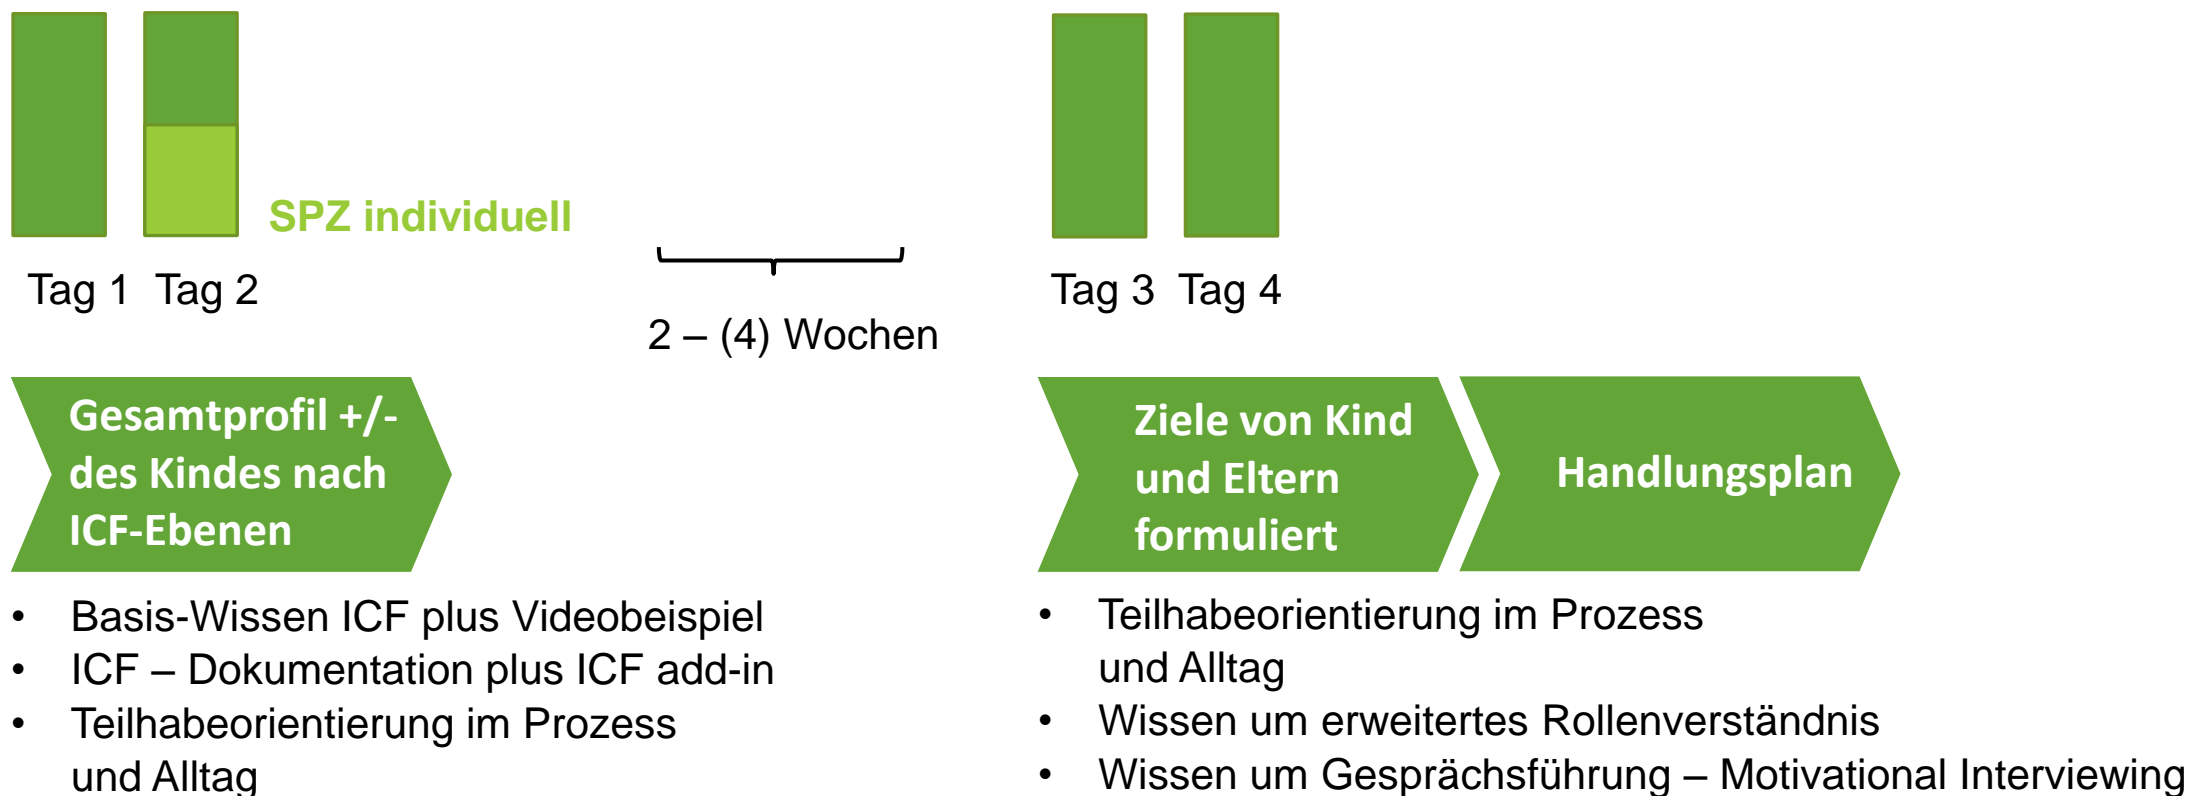 SPZ individuell
Tag 1 Tag 2
2 – (4) Wochen
Tag 3 Tag 4
Gesamtprofil +/-
des Kindes nach
ICF-Ebenen
• Basis-Wissen ICF plus Videobeispiel
• ICF – Dokumentation plus ICF add-in
• Teilhabeorientierung im Prozess
und Alltag
Ziele von Kind
und Eltern
formuliert
Handlungsplan
• Teilhabeorientierung im Prozess
und Alltag
• Wissen um erweitertes Rollenverständnis
• Wissen um Gesprächsführung – Motivational Interviewing